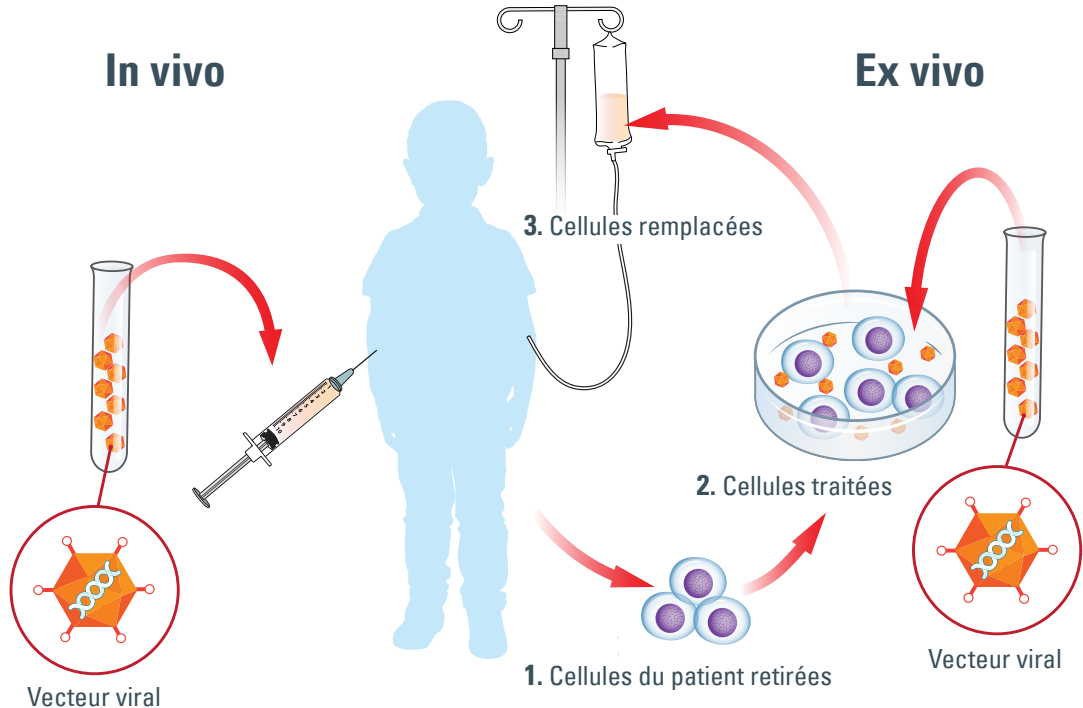 In vivo
Ex vivo
3. Cellules remplacées
2. Cellules traitées
1. Cellules du patient retirées
Vecteur viral
Vecteur viral